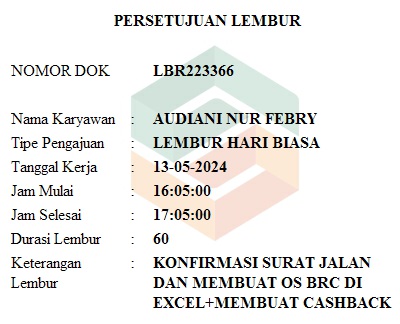 PERSETUJUAN LEMBUR
NOMOR DOK LBR223366
Nama Karyawan : AUDIANI NUR FEBRY
Tipe Pengajuan : LEMBUR HARI BIASA
Tanggal Kerja : 13-05-2024
Jam Mulai : 16:05:00
Jam Selesai : 17:05:00
Durasi Lembur : 60
Keterangan : KONFIRMASI SURAT JALAN
Lembur DAN MEMBUAT OS BRC DI
EXCEL+MEMBUAT CASHBACK